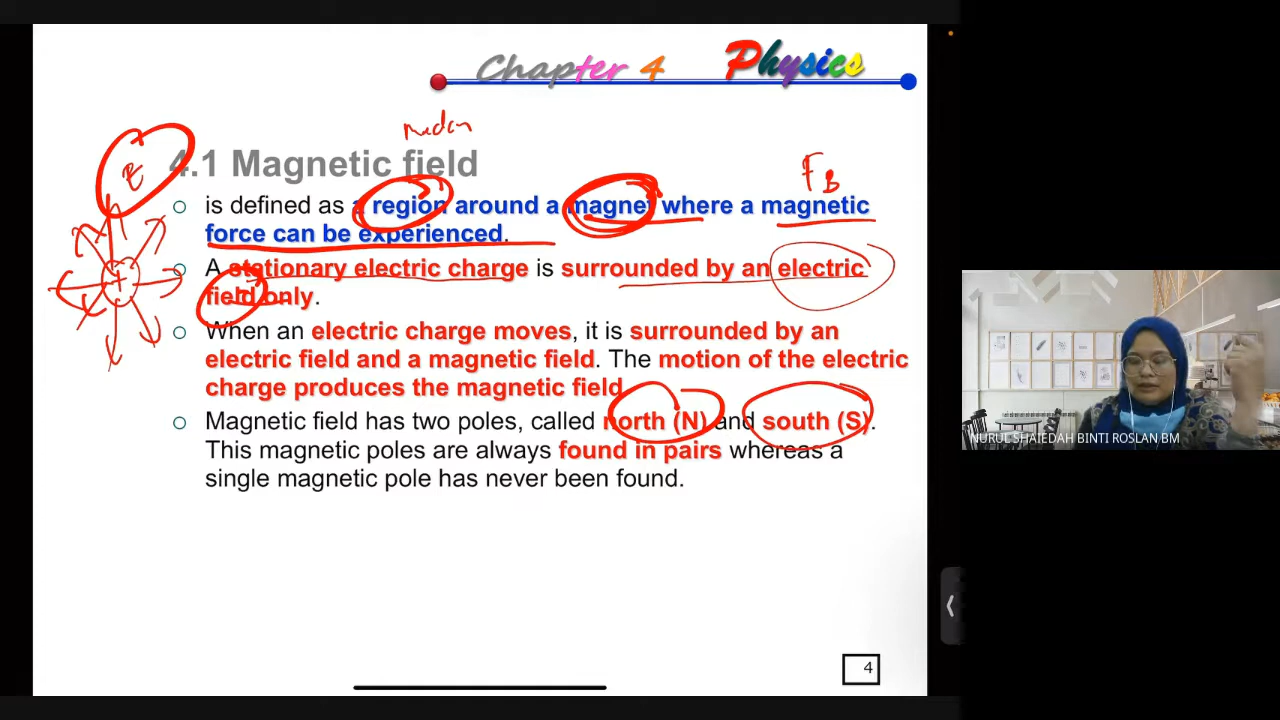 Chapter 4 Physics
medan
E
4.1 Magnetic field
F_B
is defined as a region around a magnet where a magnetic
force can be experienced.
A stationary electric charge is surrounded by an electric
field only.
When an electric charge moves, it is surrounded by an
electric field and a magnetic field. The motion of the electric
charge produces the magnetic field.
Magnetic field has two poles, called north (N) and south (S).
This magnetic poles are always found in pairs whereas a
single magnetic pole has never been found.
+
4
NURUL SHAIEDAH BINTI ROSLAN BM